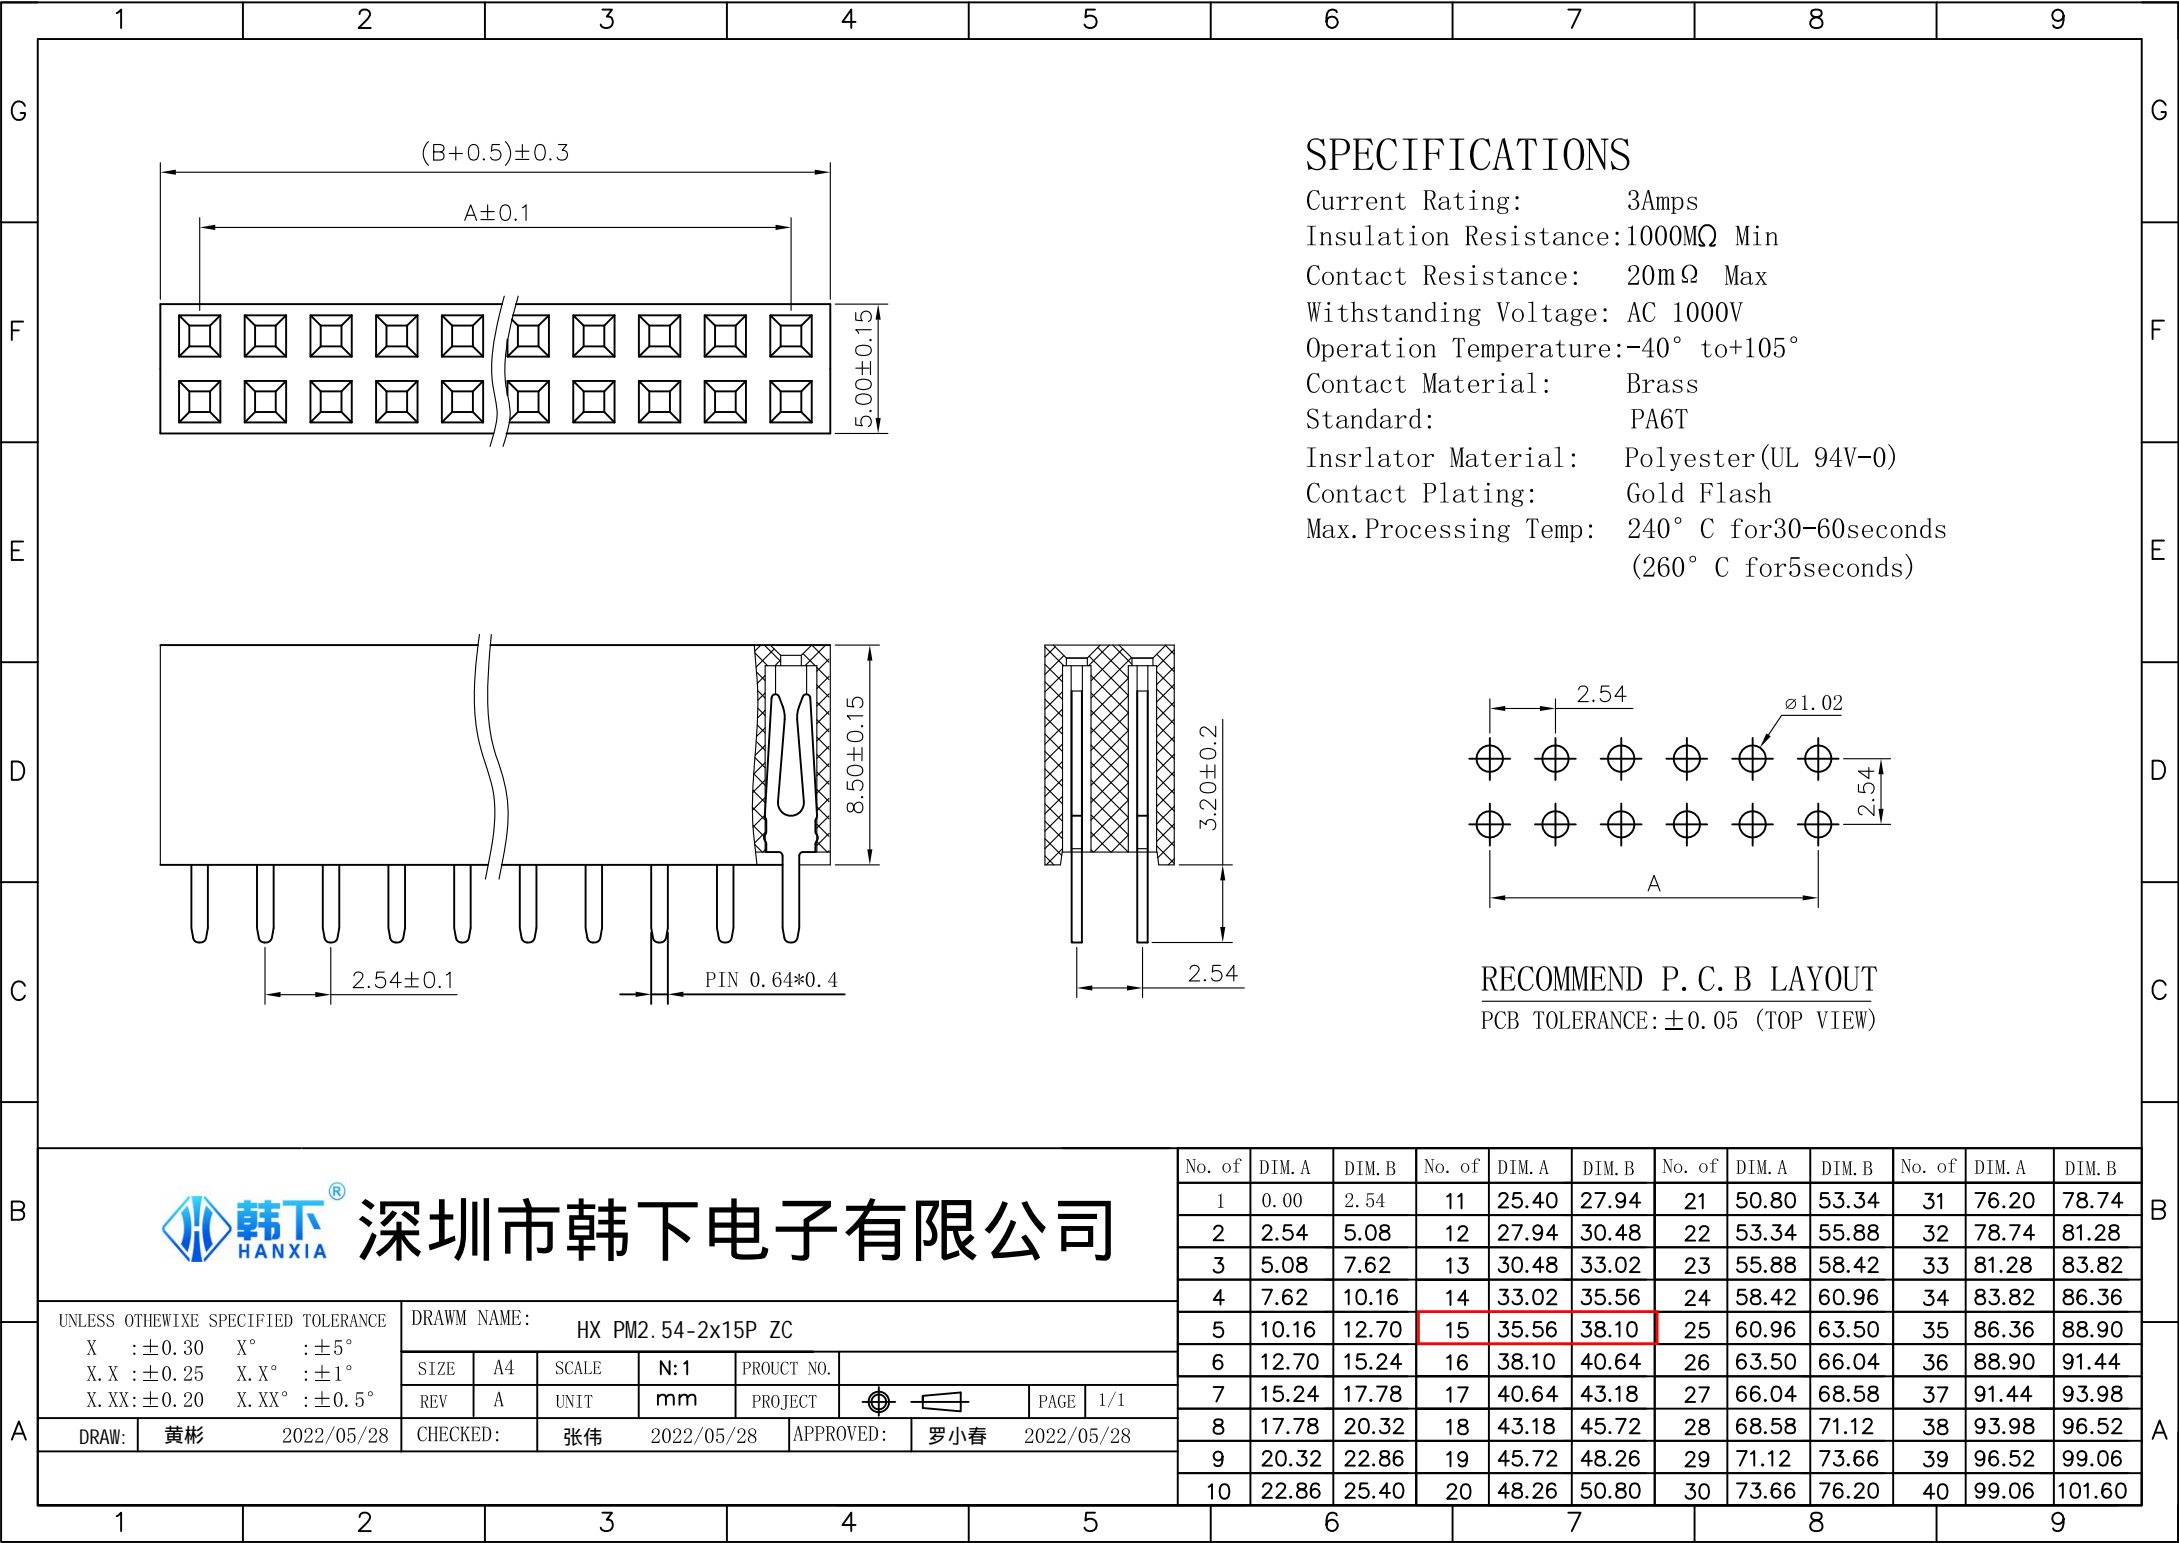 1 2 3 4 5 6 7 8 9
G G
F F
E E
D D
C C
B B
A A
(B+0.5)±0.3
A±0.1
5.00±0.15
SPECIFICATIONS
Current Rating: 3Amps
Insulation Resistance:1000MΩ Min
Contact Resistance: 20mΩ Max
Withstanding Voltage: AC 1000V
Operation Temperature:-40° to+105°
Contact Material: Brass
Standard: PA6T
Insrlator Material: Polyester(UL 94V-0)
Contact Plating: Gold Flash
Max.Processing Temp: 240° C for30-60seconds
(260° C for5seconds)
8.50±0.15
2.54±0.1
PIN 0.64*0.4
3.20±0.2
2.54
2.54
⌀1.02
2.54
A
RECOMMEND P.C.B LAYOUT
PCB TOLERANCE:±0.05 (TOP VIEW)
韩下®
HANXIA
深圳市韩下电子有限公司
UNLESS OTHEWIXE SPECIFIED TOLERANCE
X :±0.30 X° :±5°
X.X :±0.25 X.X° :±1°
X.XX:±0.20 X.XX° :±0.5°
DRAWM NAME:
HX PM2.54-2x15P ZC
SIZE A4 SCALE N:1 PROUCT NO.
REV A UNIT mm PROJECT PAGE 1/1
DRAW: 黄彬 2022/05/28 CHECKED: 张伟 2022/05/28 APPROVED: 罗小春 2022/05/28
No. of DIM.A DIM.B No. of DIM.A DIM.B No. of DIM.A DIM.B No. of DIM.A DIM.B
1 0.00 2.54 11 25.40 27.94 21 50.80 53.34 31 76.20 78.74
2 2.54 5.08 12 27.94 30.48 22 53.34 55.88 32 78.74 81.28
3 5.08 7.62 13 30.48 33.02 23 55.88 58.42 33 81.28 83.82
4 7.62 10.16 14 33.02 35.56 24 58.42 60.96 34 83.82 86.36
5 10.16 12.70 15 35.56 38.10 25 60.96 63.50 35 86.36 88.90
6 12.70 15.24 16 38.10 40.64 26 63.50 66.04 36 88.90 91.44
7 15.24 17.78 17 40.64 43.18 27 66.04 68.58 37 91.44 93.98
8 17.78 20.32 18 43.18 45.72 28 68.58 71.12 38 93.98 96.52
9 20.32 22.86 19 45.72 48.26 29 71.12 73.66 39 96.52 99.06
10 22.86 25.40 20 48.26 50.80 30 73.66 76.20 40 99.06 101.60
1 2 3 4 5 6 7 8 9